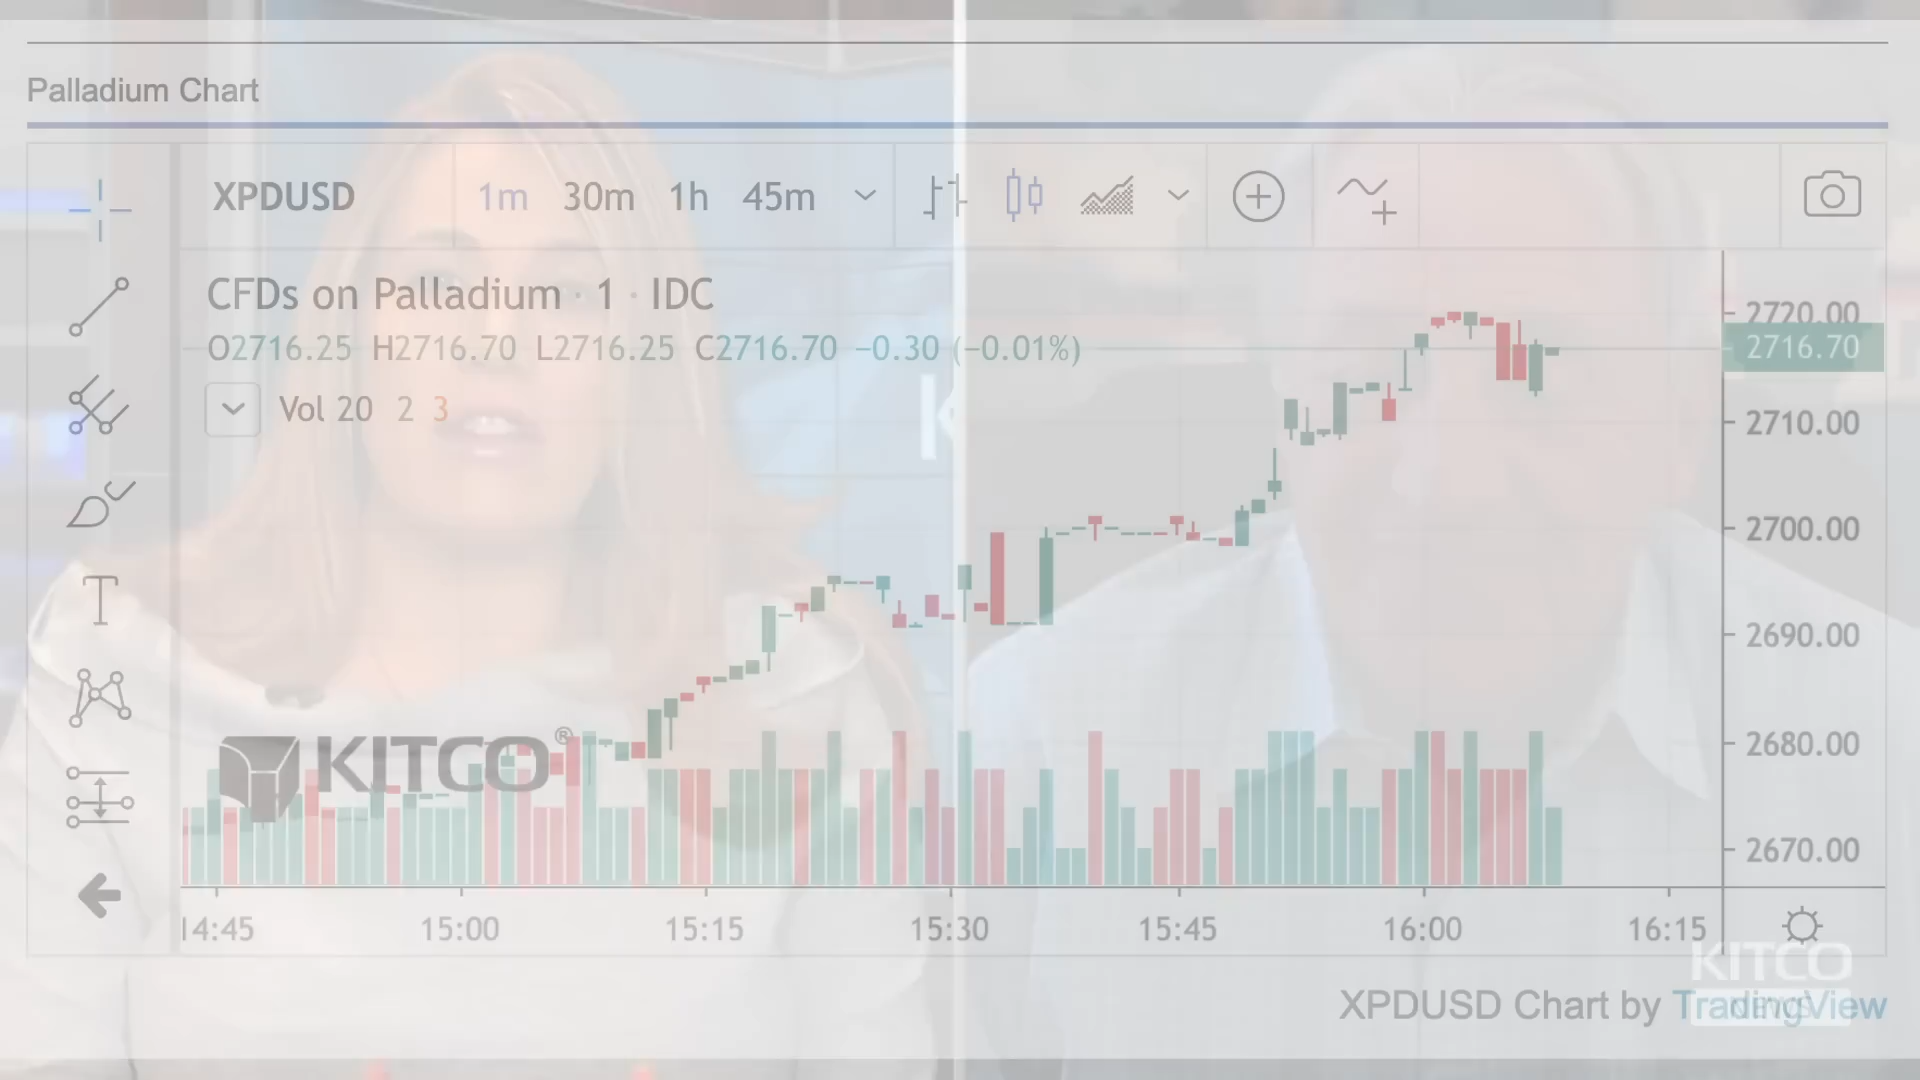 Palladium Chart
XPDUSD 1m 30m 1h 45m
CFDs on Palladium · 1 · IDC
O2716.25 H2716.70 L2716.25 C2716.70 −0.30 (−0.01%)
Vol 20 2 3
2720.00
2716.70
2710.00
2700.00
2690.00
2680.00
2670.00
KITCO®
14:45 15:00 15:15 15:30 15:45 16:00 16:15
KITCO
NEWS
XPDUSD Chart by TradingView